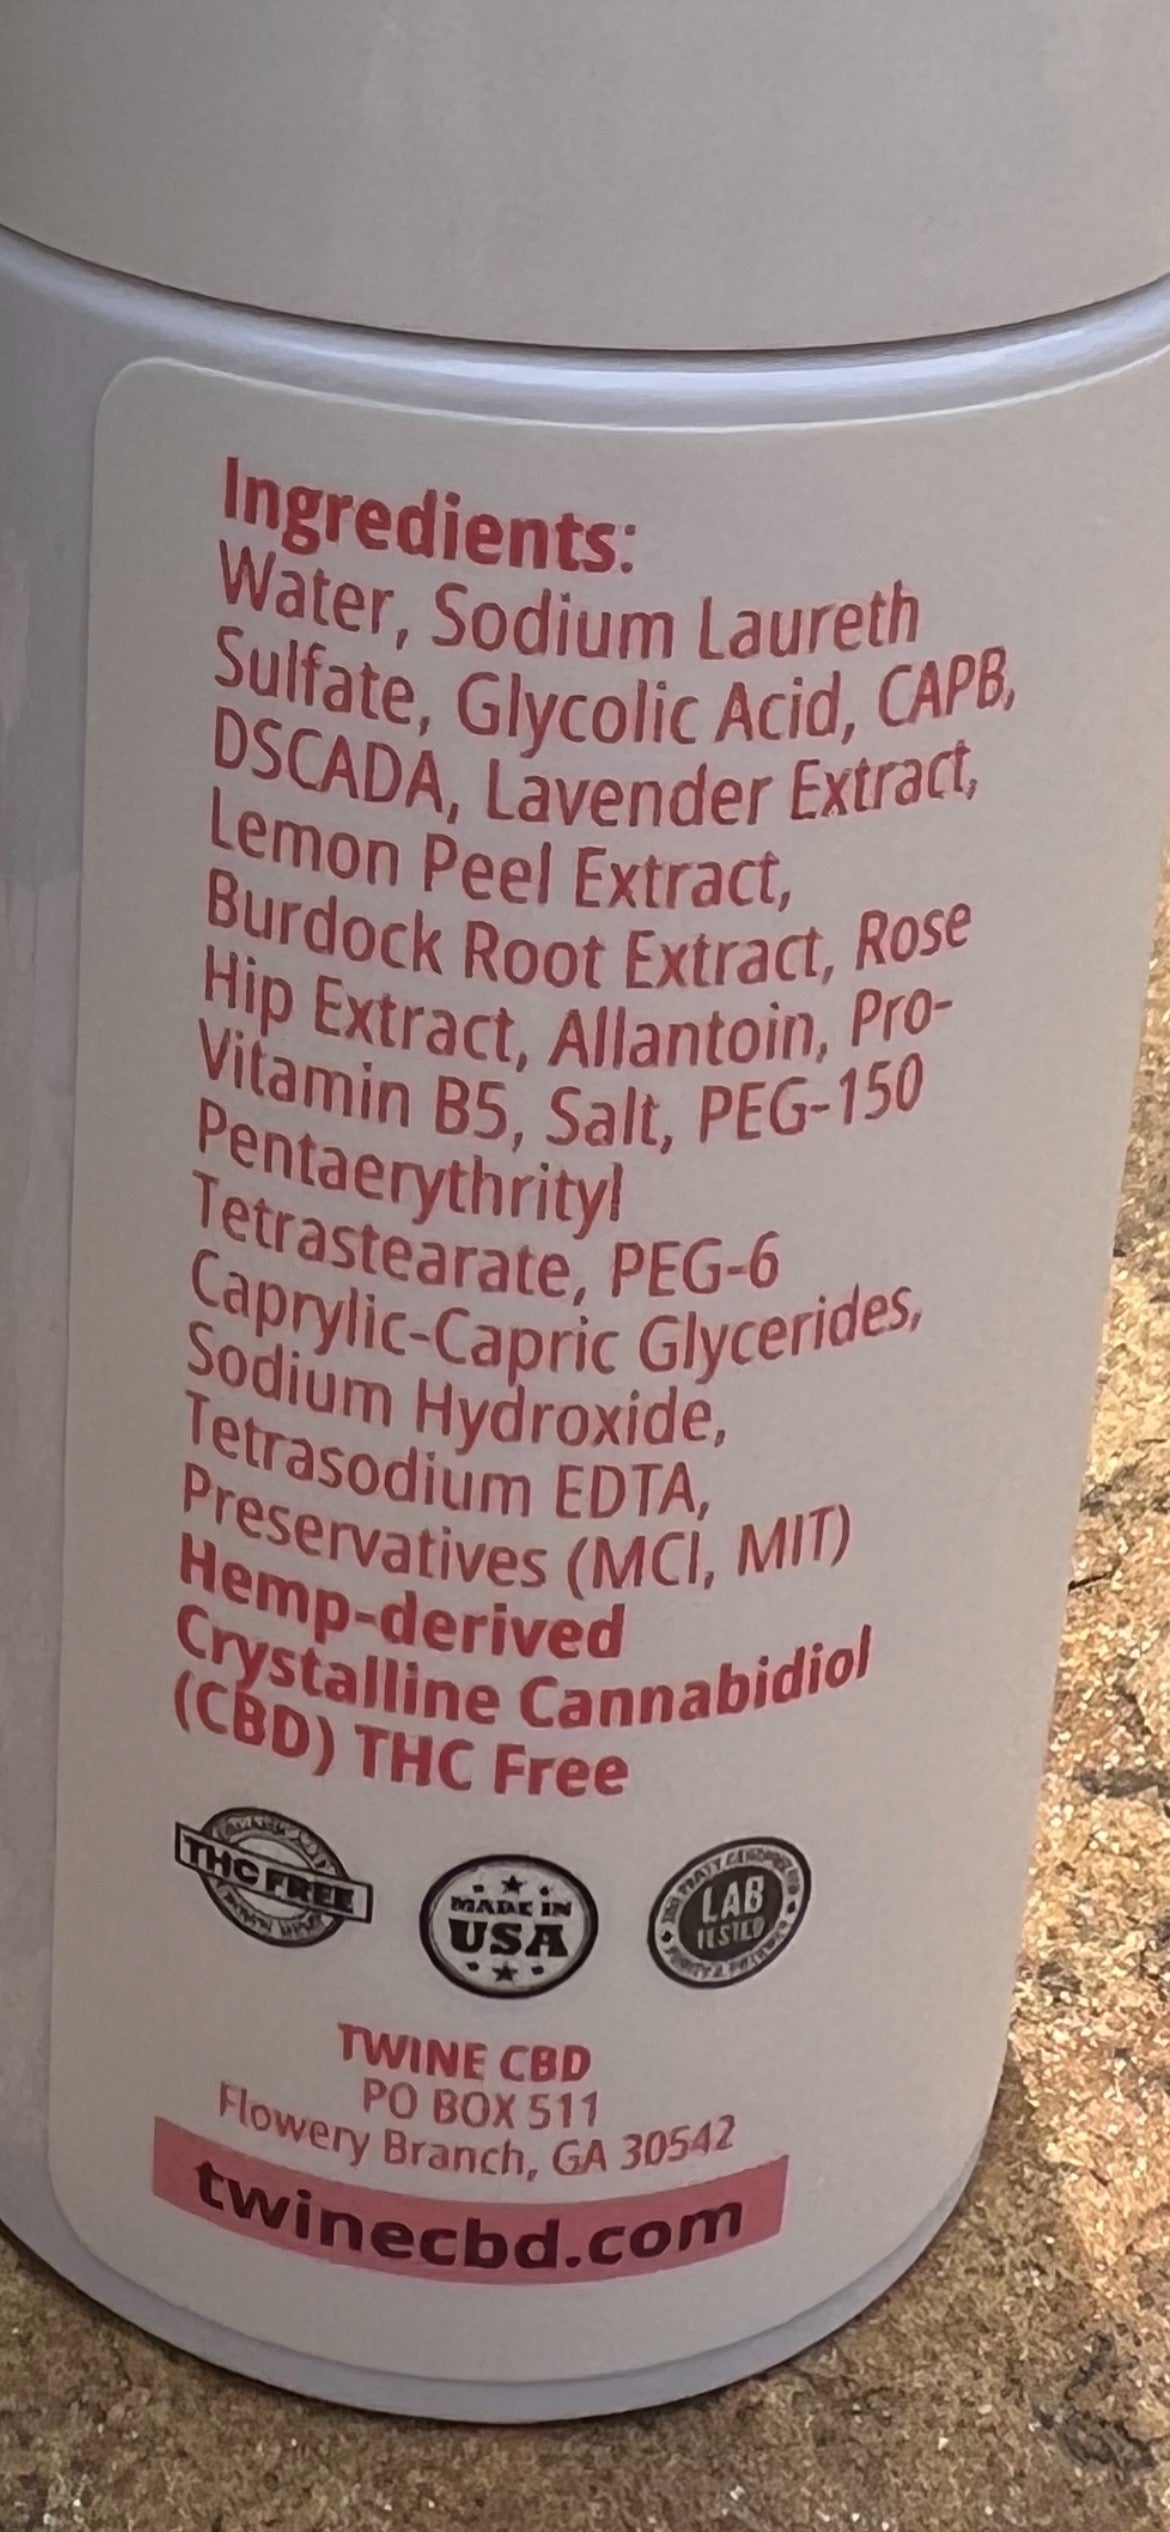 Ingredients:
Water, Sodium Laureth
Sulfate, Glycolic Acid, CAPB,
DSCADA, Lavender Extract,
Lemon Peel Extract,
Burdock Root Extract, Rose
Hip Extract, Allantoin, Pro-
Vitamin B5, Salt, PEG-150
Pentaerythrityl
Tetrastearate, PEG-6
Caprylic-Capric Glycerides,
Sodium Hydroxide,
Tetrasodium EDTA,
Preservatives (MCI, MIT)
Hemp-derived
Crystalline Cannabidiol
(CBD) THC Free
THC FREE
MADE IN
USA
LAB
TESTED
TWINE CBD
PO BOX 511
Flowery Branch, GA 30542
twinecbd.com